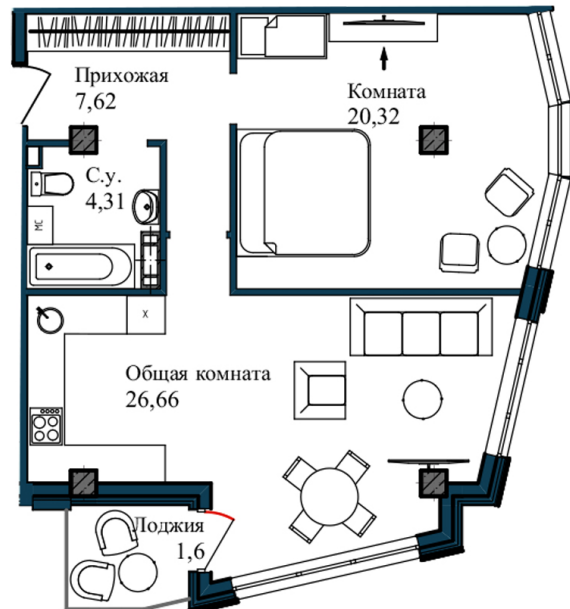 Прихожая
7,62
Комната
20,32
С.у.
4,31
МС
Х
Общая комната
26,66
Лоджия
1,6